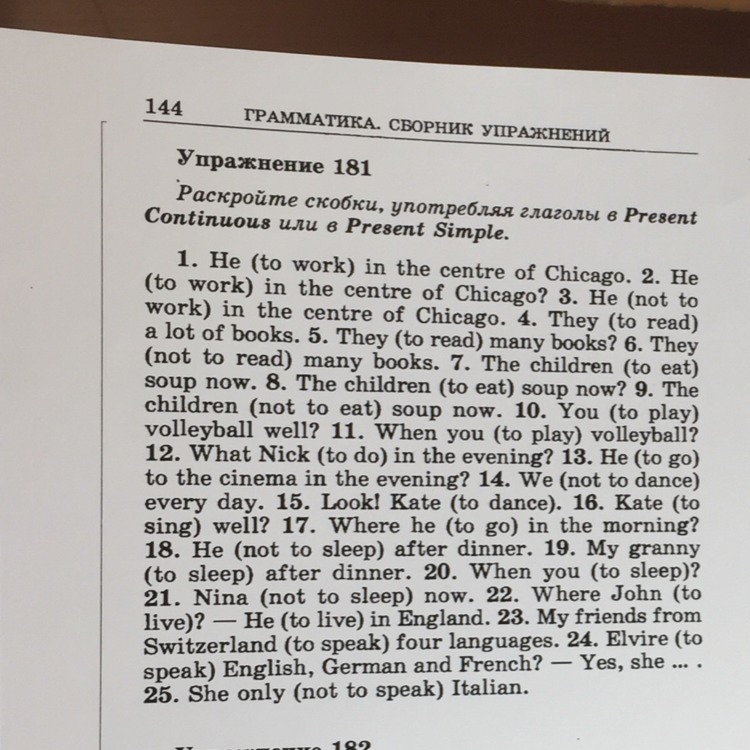 144 ГРАММАТИКА. СБОРНИК УПРАЖНЕНИЙ
Упражнение 181
Раскройте скобки, употребляя глаголы в Present
Continuous или в Present Simple.
1. He (to work) in the centre of Chicago. 2. He
(to work) in the centre of Chicago? 3. He (not to
work) in the centre of Chicago. 4. They (to read)
a lot of books. 5. They (to read) many books? 6. They
(not to read) many books. 7. The children (to eat)
soup now. 8. The children (to eat) soup now? 9. The
children (not to eat) soup now. 10. You (to play)
volleyball well? 11. When you (to play) volleyball?
12. What Nick (to do) in the evening? 13. He (to go)
to the cinema in the evening? 14. We (not to dance)
every day. 15. Look! Kate (to dance). 16. Kate (to
sing) well? 17. Where he (to go) in the morning?
18. He (not to sleep) after dinner. 19. My granny
(to sleep) after dinner. 20. When you (to sleep)?
21. Nina (not to sleep) now. 22. Where John (to
live)? — He (to live) in England. 23. My friends from
Switzerland (to speak) four languages. 24. Elvire (to
speak) English, German and French? — Yes, she ... .
25. She only (not to speak) Italian.
Упражнение 182